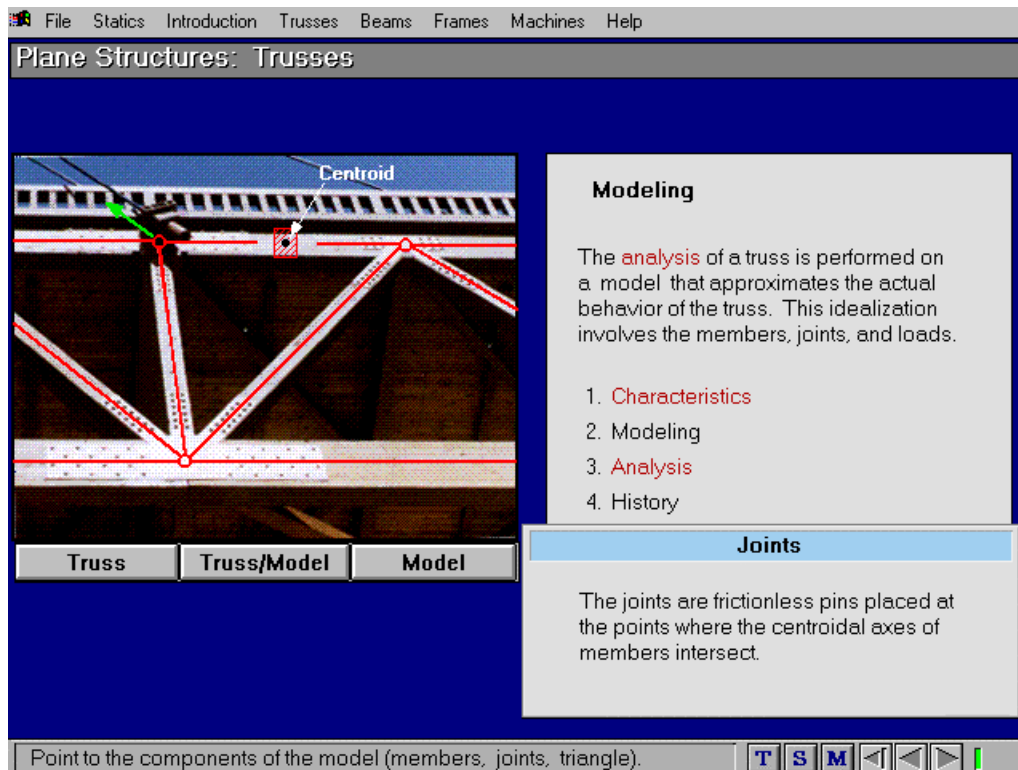 File Statics Introduction Trusses Beams Frames Machines Help
Plane Structures: Trusses
Centroid
Truss Truss/Model Model
Modeling
The analysis of a truss is performed on
a model that approximates the actual
behavior of the truss. This idealization
involves the members, joints, and loads.
1. Characteristics
2. Modeling
3. Analysis
4. History
Joints
The joints are frictionless pins placed at
the points where the centroidal axes of
members intersect.
Point to the components of the model (members, joints, triangle).
T S M